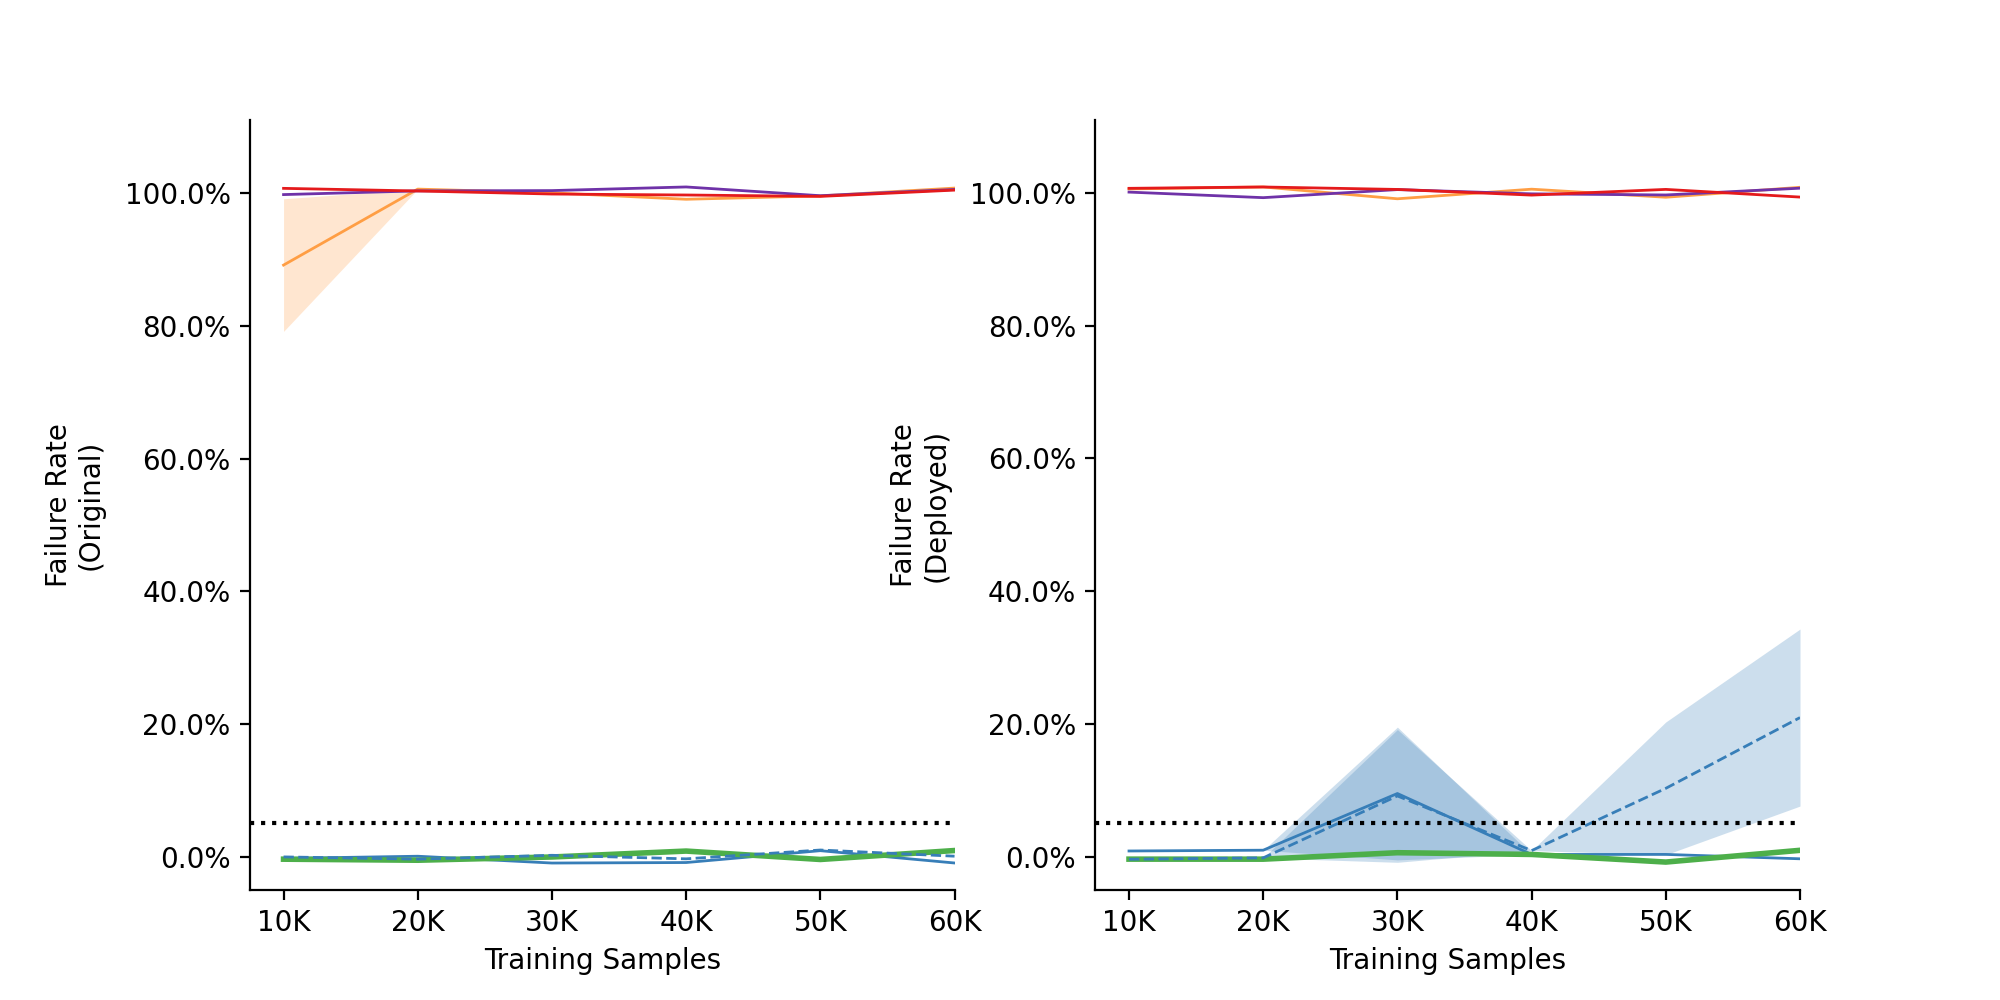 Failure Rate
(Original)
100.0%
80.0%
60.0%
40.0%
20.0%
0.0%
10K 20K 30K 40K 50K 60K
Training Samples
Failure Rate
(Deployed)
100.0%
80.0%
60.0%
40.0%
20.0%
0.0%
10K 20K 30K 40K 50K 60K
Training Samples